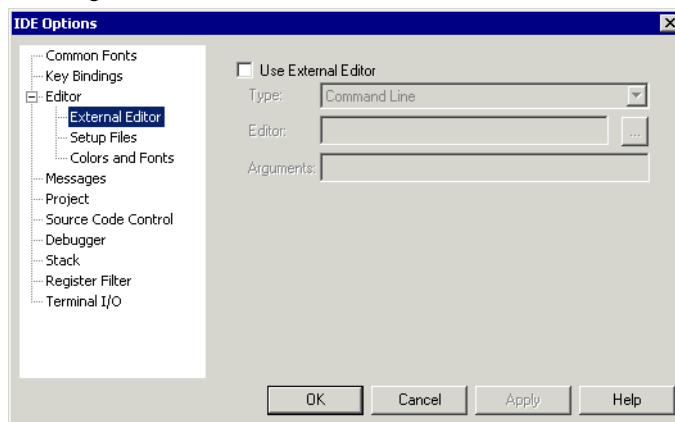 IDE Options
Common Fonts
Key Bindings
Editor
External Editor
Setup Files
Colors and Fonts
Messages
Project
Source Code Control
Debugger
Stack
Register Filter
Terminal I/O
Use External Editor
Type: Command Line
Editor: ...
Arguments:
OK Cancel Apply Help